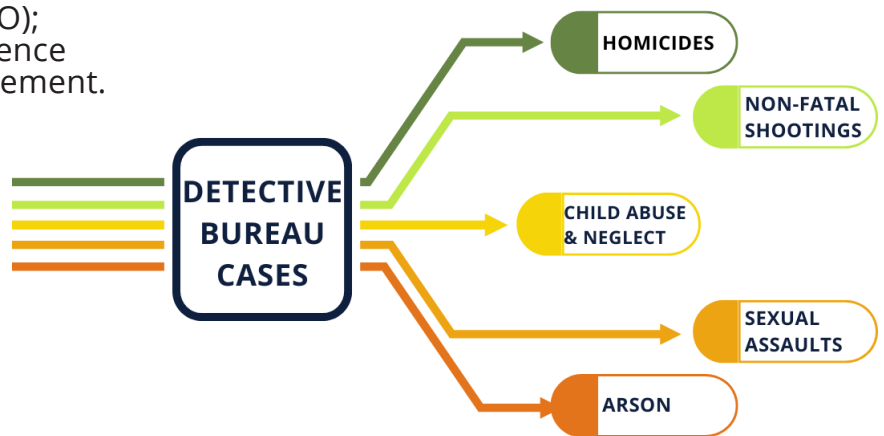 O);
ence
ement.
DETECTIVE
BUREAU
CASES
HOMICIDES
NON-FATAL
SHOOTINGS
CHILD ABUSE
& NEGLECT
SEXUAL
ASSAULTS
ARSON